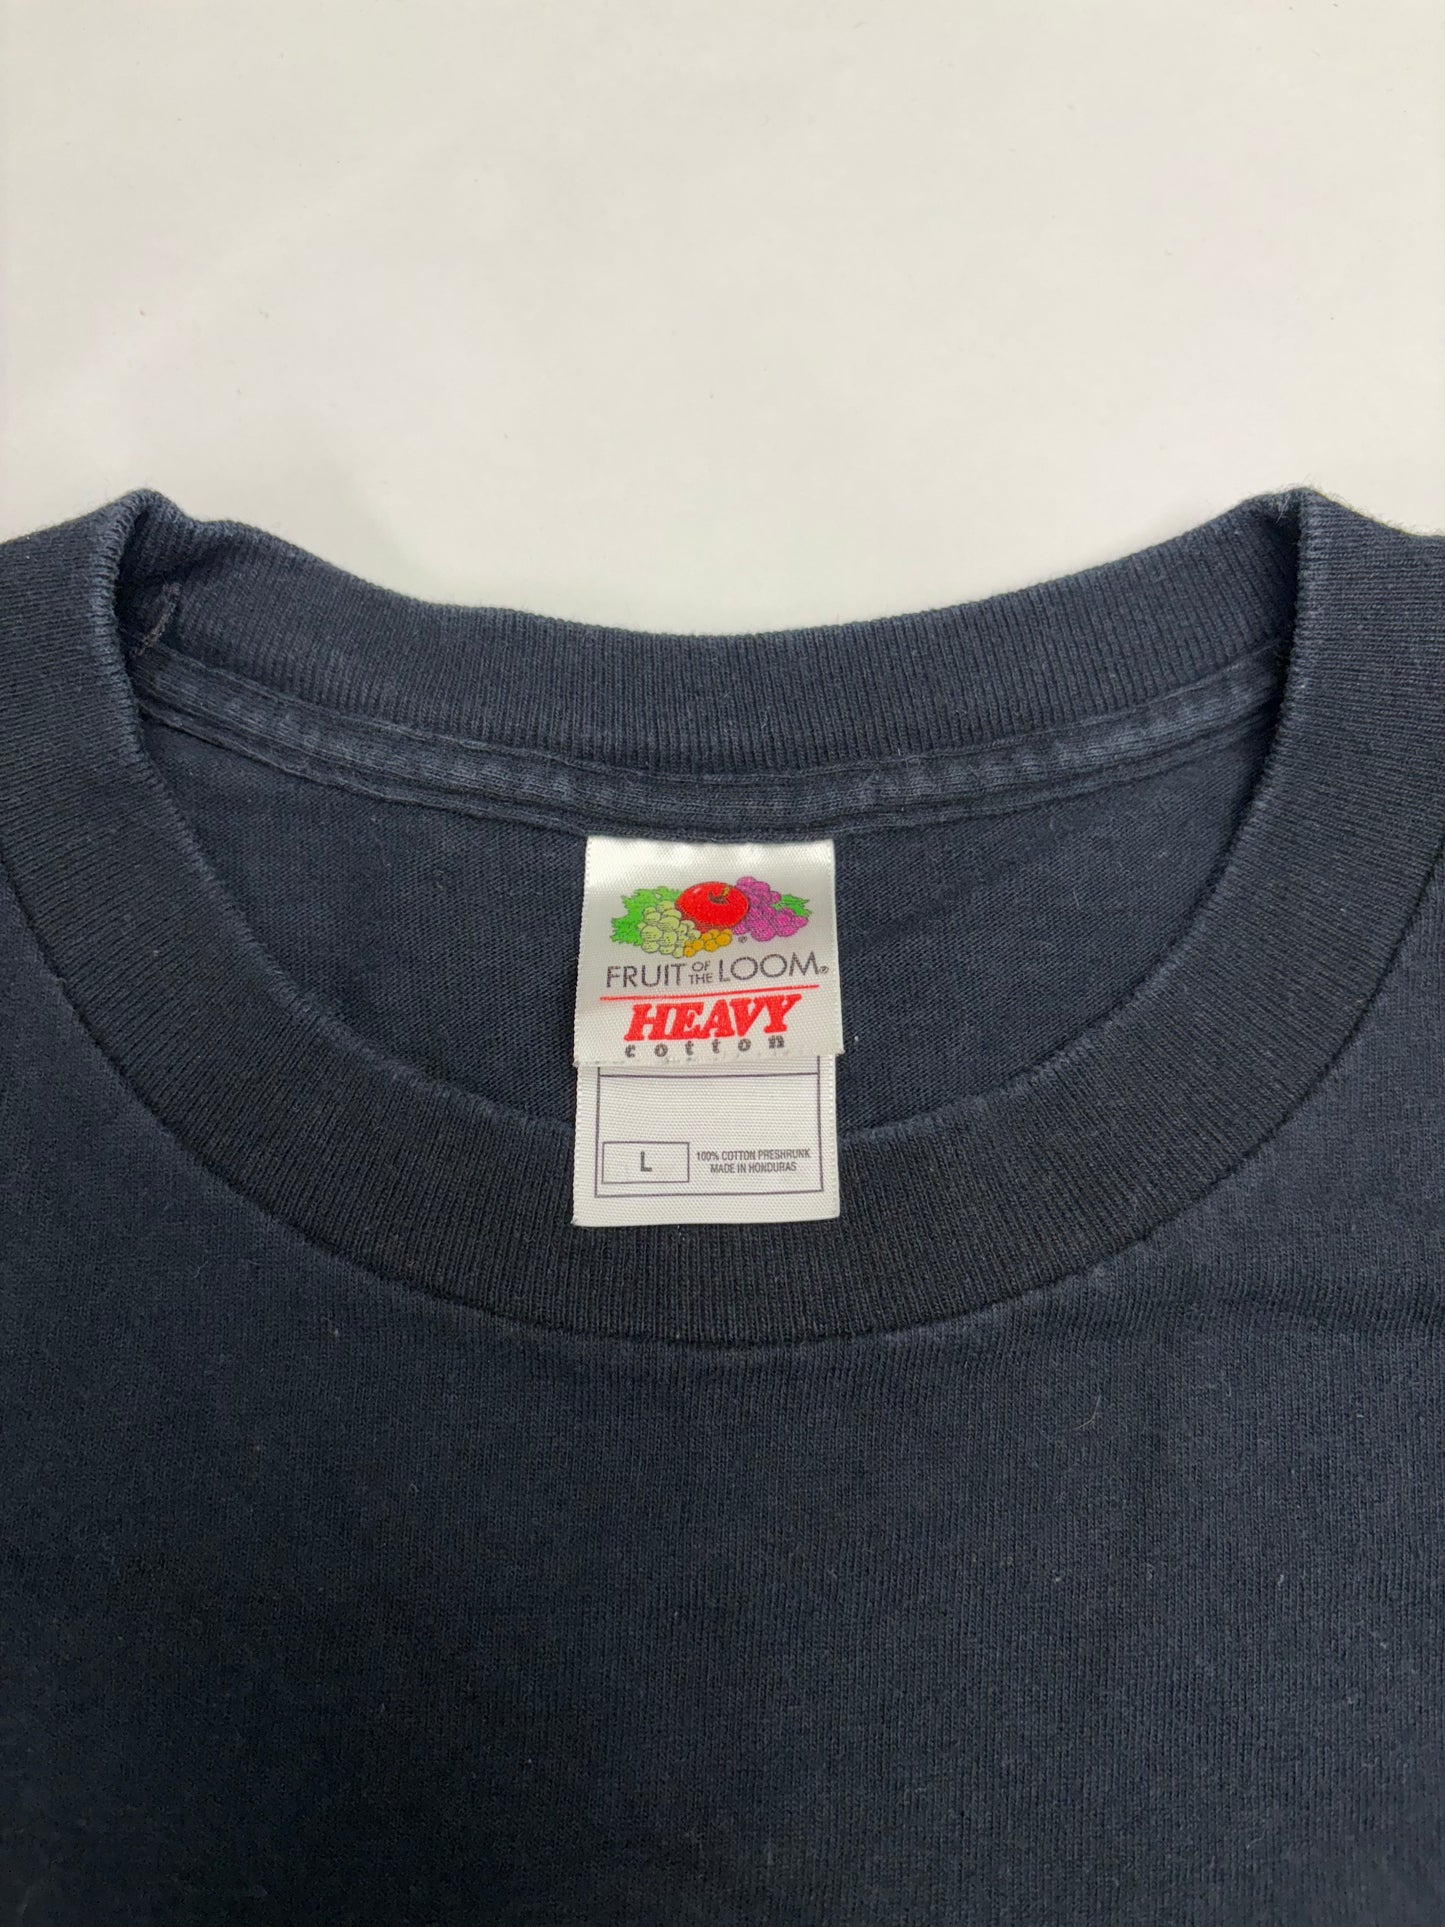 FRUIT OF THE LOOM®
HEAVY
cotton
L
100% COTTON PRESHRUNK
MADE IN HONDURAS